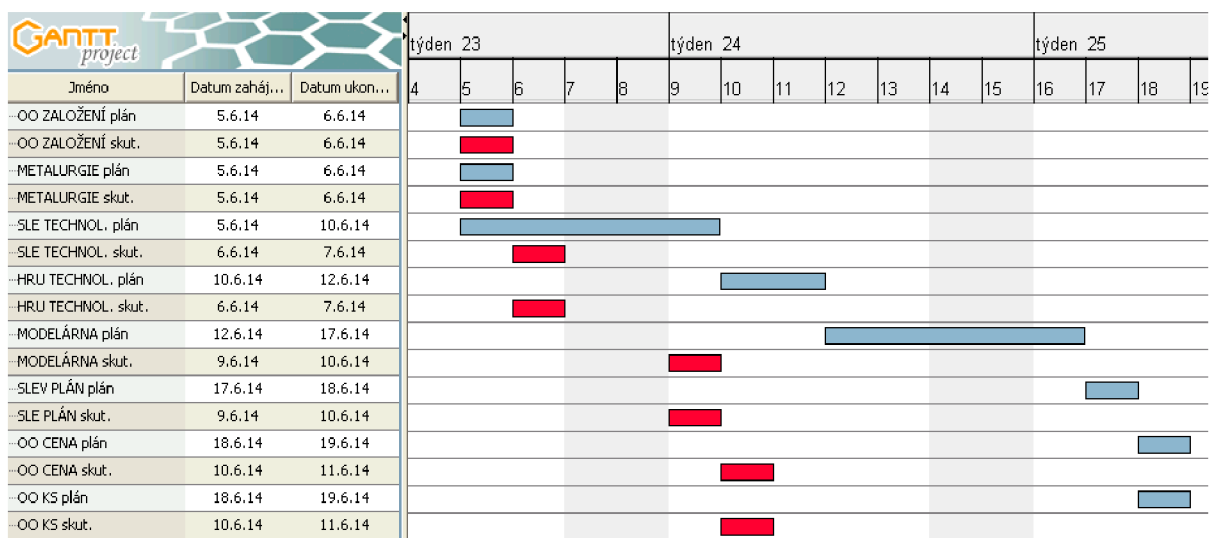 GANTT
project
týden 23 týden 24 týden 25
Jméno Datum zaháj... Datum ukon... 4 5 6 7 8 9 10 11 12 13 14 15 16 17 18 19
OO ZALOŽENÍ plán 5.6.14 6.6.14
OO ZALOŽENÍ skut. 5.6.14 6.6.14
METALURGIE plán 5.6.14 6.6.14
METALURGIE skut. 5.6.14 6.6.14
SLE TECHNOL. plán 5.6.14 10.6.14
SLE TECHNOL. skut. 6.6.14 7.6.14
HRU TECHNOL. plán 10.6.14 12.6.14
HRU TECHNOL. skut. 6.6.14 7.6.14
MODELÁRNA plán 12.6.14 17.6.14
MODELÁRNA skut. 9.6.14 10.6.14
SLEV PLÁN plán 17.6.14 18.6.14
SLE PLÁN skut. 9.6.14 10.6.14
OO CENA plán 18.6.14 19.6.14
OO CENA skut. 10.6.14 11.6.14
OO KS plán 18.6.14 19.6.14
OO KS skut. 10.6.14 11.6.14